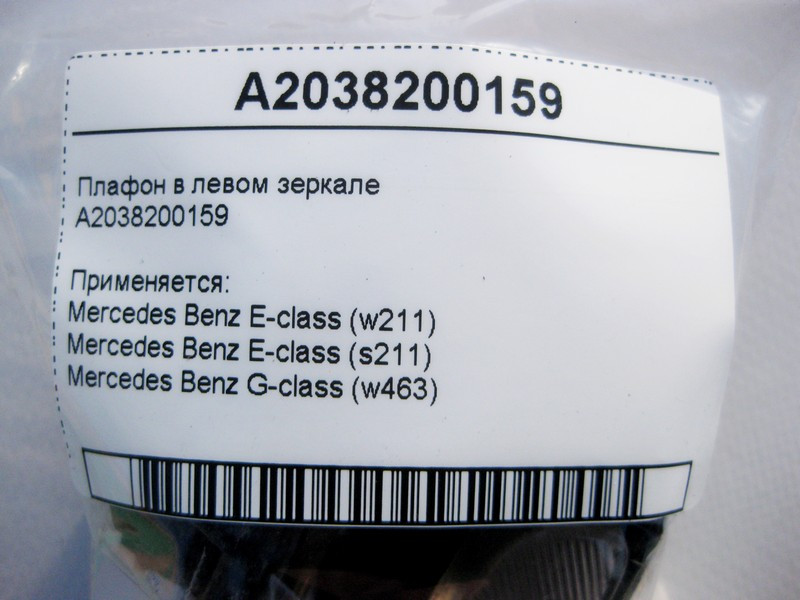 A2038200159
Плафон в левом зеркале
A2038200159
Применяется:
Mercedes Benz E-class (w211)
Mercedes Benz E-class (s211)
Mercedes Benz G-class (w463)